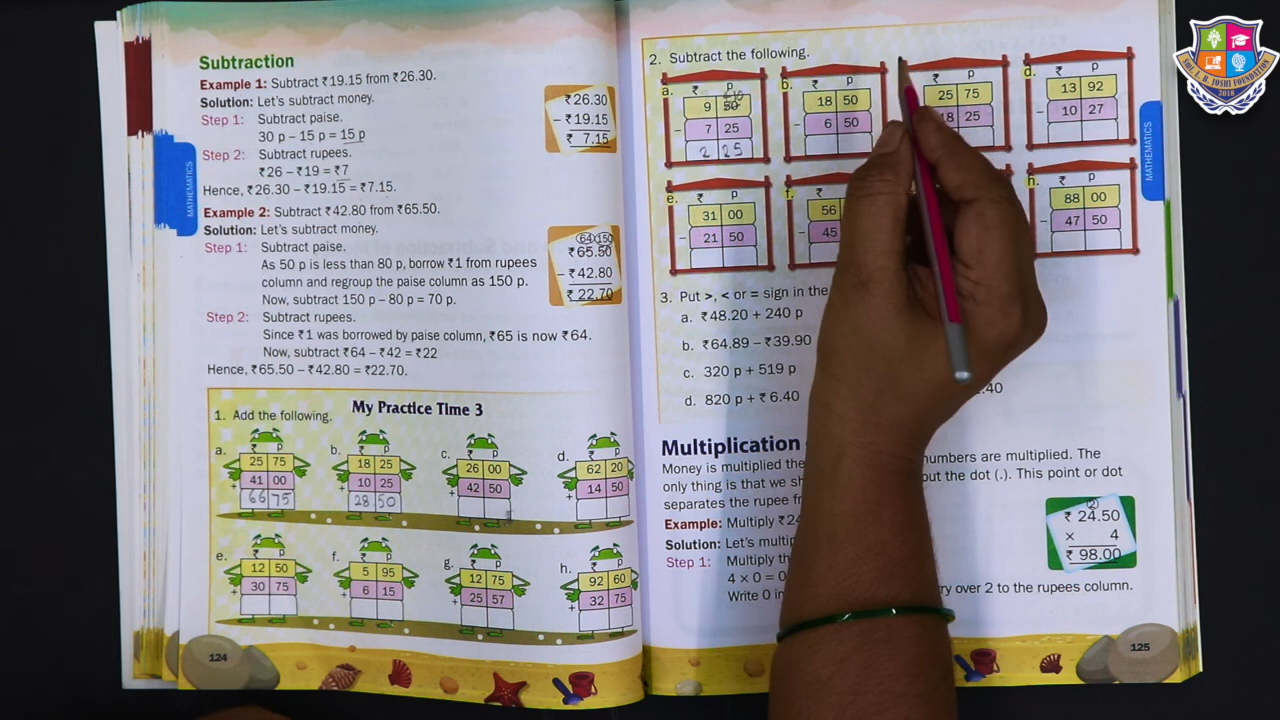 Subtraction
Example 1: Subtract ₹19.15 from ₹26.30.
Solution: Let's subtract money.
Step 1: Subtract paise.
30 p – 15 p = 15 p
Step 2: Subtract rupees.
₹26 – ₹19 = ₹7
Hence, ₹26.30 – ₹19.15 = ₹7.15.
₹26.30
– ₹19.15
₹ 7.15
Example 2: Subtract ₹42.80 from ₹65.50.
Solution: Let's subtract money.
Step 1: Subtract paise.
As 50 p is less than 80 p, borrow ₹1 from rupees
column and regroup the paise column as 150 p.
Now, subtract 150 p – 80 p = 70 p.
Step 2: Subtract rupees.
Since ₹1 was borrowed by paise column, ₹65 is now ₹64.
Now, subtract ₹64 – ₹42 = ₹22
Hence, ₹65.50 – ₹42.80 = ₹22.70.
64 150
₹65.50
– ₹42.80
₹ 22.70
MATHEMATICS
My Practice Time 3
1. Add the following.
a. ₹ p
25 75
+ 41 00
66 75
b. ₹ p
18 25
+ 10 25
28 50
c. ₹ p
26 00
+ 42 50
d. ₹ p
62 20
+ 14 50
e. ₹ p
12 50
+ 30 75
f. ₹ p
5 95
+ 6 15
g. ₹ p
12 75
+ 25 57
h. ₹ p
92 60
+ 32 75
124
2. Subtract the following.
a. ₹ p
9 50
– 7 25
2 25
b. ₹ p
18 50
– 6 50
₹ p
25 75
18 25
d. ₹ p
13 92
– 10 27
e. ₹ p
31 00
– 21 50
f. ₹
56
– 45
h. ₹ p
88 00
– 47 50
3. Put >, < or = sign in the
a. ₹48.20 + 240 p
b. ₹64.89 – ₹39.90
c. 320 p + 519 p
d. 820 p + ₹ 6.40
.40
Multiplication
Money is multiplied the numbers are multiplied. The
only thing is that we sh put the dot (.). This point or dot
separates the rupee fr
Example: Multiply ₹24
Solution: Let's multip
Step 1: Multiply th
4 × 0 = 0
Write 0 in ry over 2 to the rupees column.
2
₹ 24.50
× 4
₹ 98.00
MATHEMATICS
125
JOSHI FOUNDATION
2018